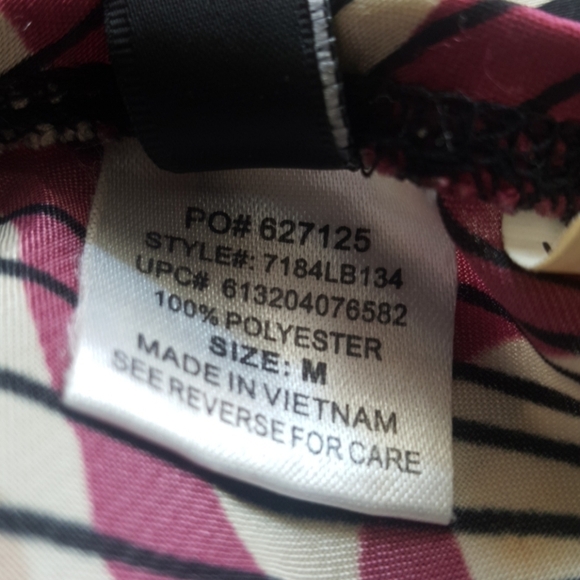 PO# 627125
STYLE#: 7184LB134
UPC# 613204076582
100% POLYESTER
SIZE: M
MADE IN VIETNAM
SEE REVERSE FOR CARE